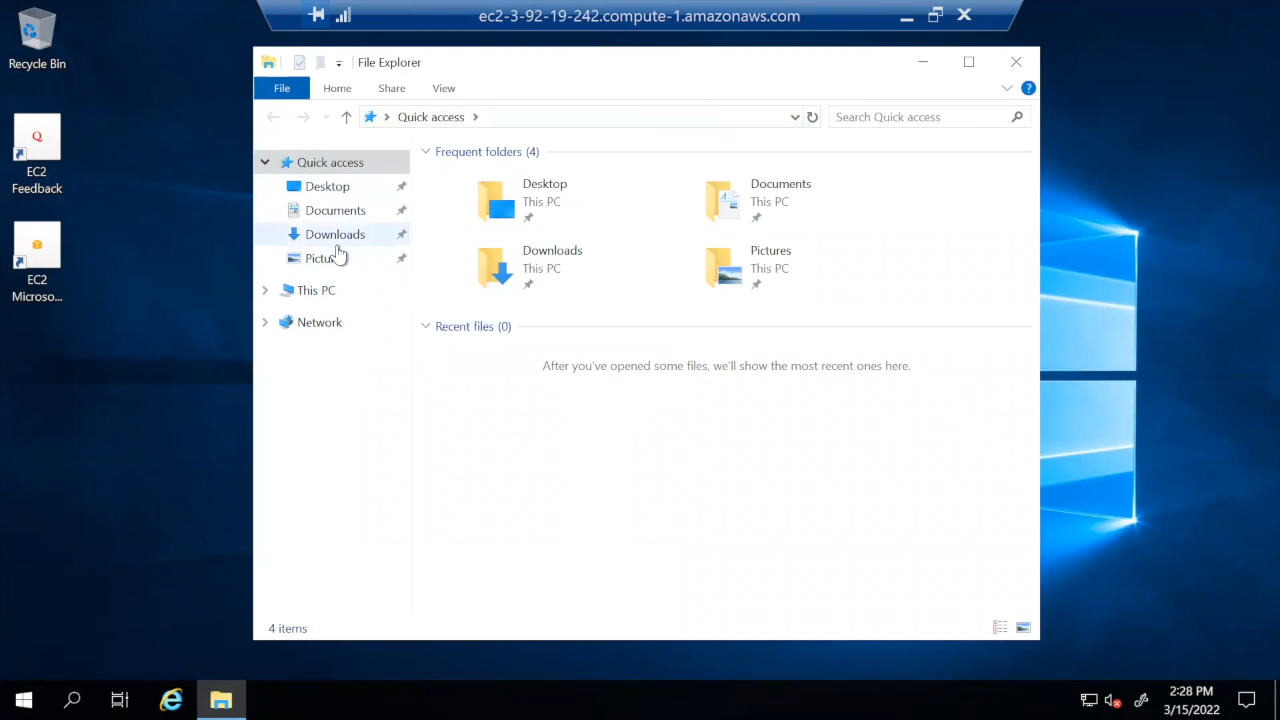 ec2-3-92-19-242.compute-1.amazonaws.com
Recycle Bin
EC2
Feedback
EC2
Microso...
File Explorer
File Home Share View
Quick access
Search Quick access
Quick access
Desktop
Documents
Downloads
This PC
Network
Frequent folders (4)
Desktop
This PC
Documents
This PC
Downloads
This PC
Pictures
This PC
Recent files (0)
After you've opened some files, we'll show the most recent ones here.
4 items
2:28 PM
3/15/2022